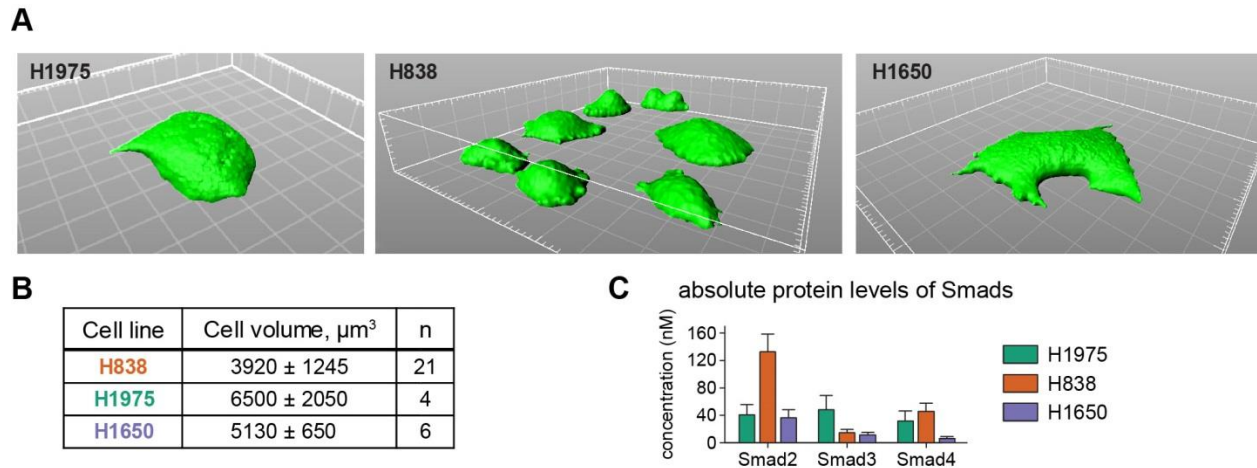 A
H1975
H838
H1650
B
Cell line Cell volume, µm³ n
H838 3920 ± 1245 21
H1975 6500 ± 2050 4
H1650 5130 ± 650 6
C
absolute protein levels of Smads
concentration (nM)
160
120
80
40
0
Smad2 Smad3 Smad4
H1975
H838
H1650